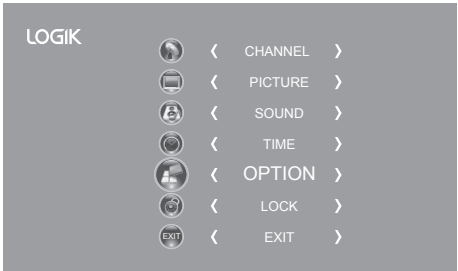 LOGIK
CHANNEL
PICTURE
SOUND
TIME
OPTION
LOCK
EXIT EXIT